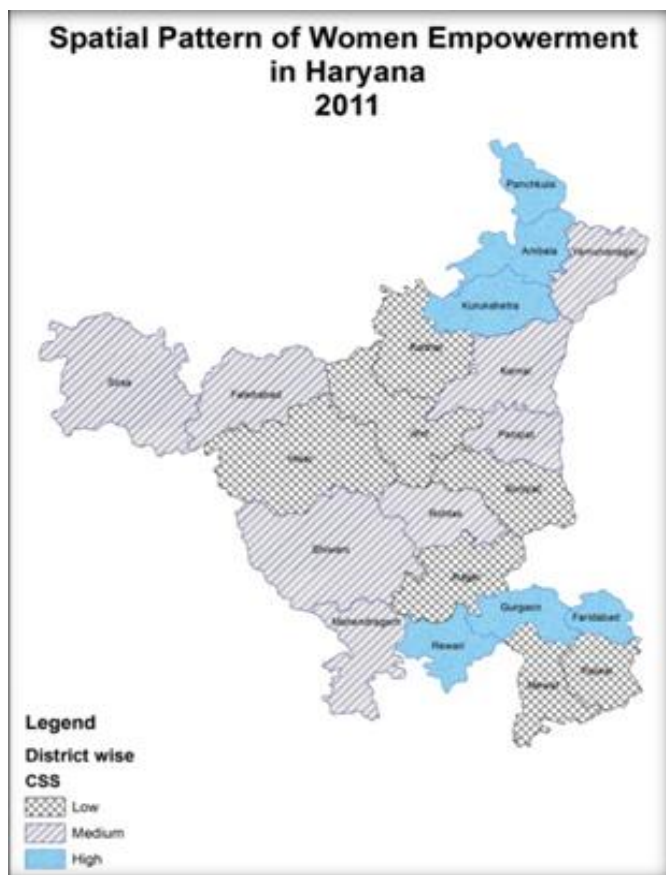 Spatial Pattern of Women Empowerment
in Haryana
2011
Panchkula
Ambala
Yamunanagar
Kurukshetra
Kaithal
Karnal
Sirsa
Fatehabad
Jind
Panipat
Hisar
Sonipat
Rohtak
Bhiwani
Jhajjar
Mahendragarh
Gurgaon
Faridabad
Rewari
Mewat
Palwal
Legend
District wise
CSS
Low
Medium
High